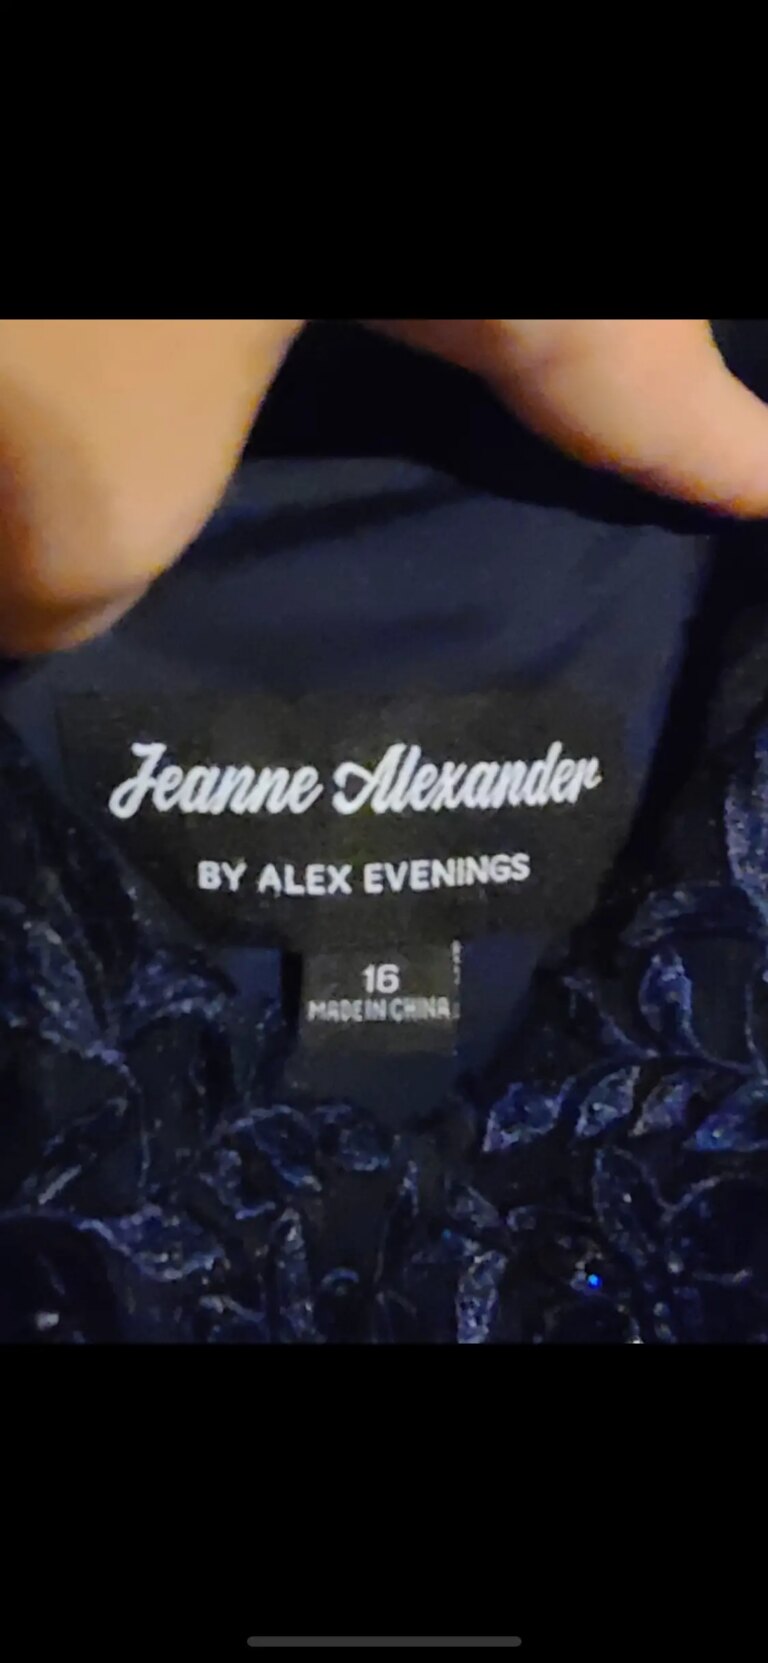 Jeanne Alexander
BY ALEX EVENINGS
16
MADE IN CHINA